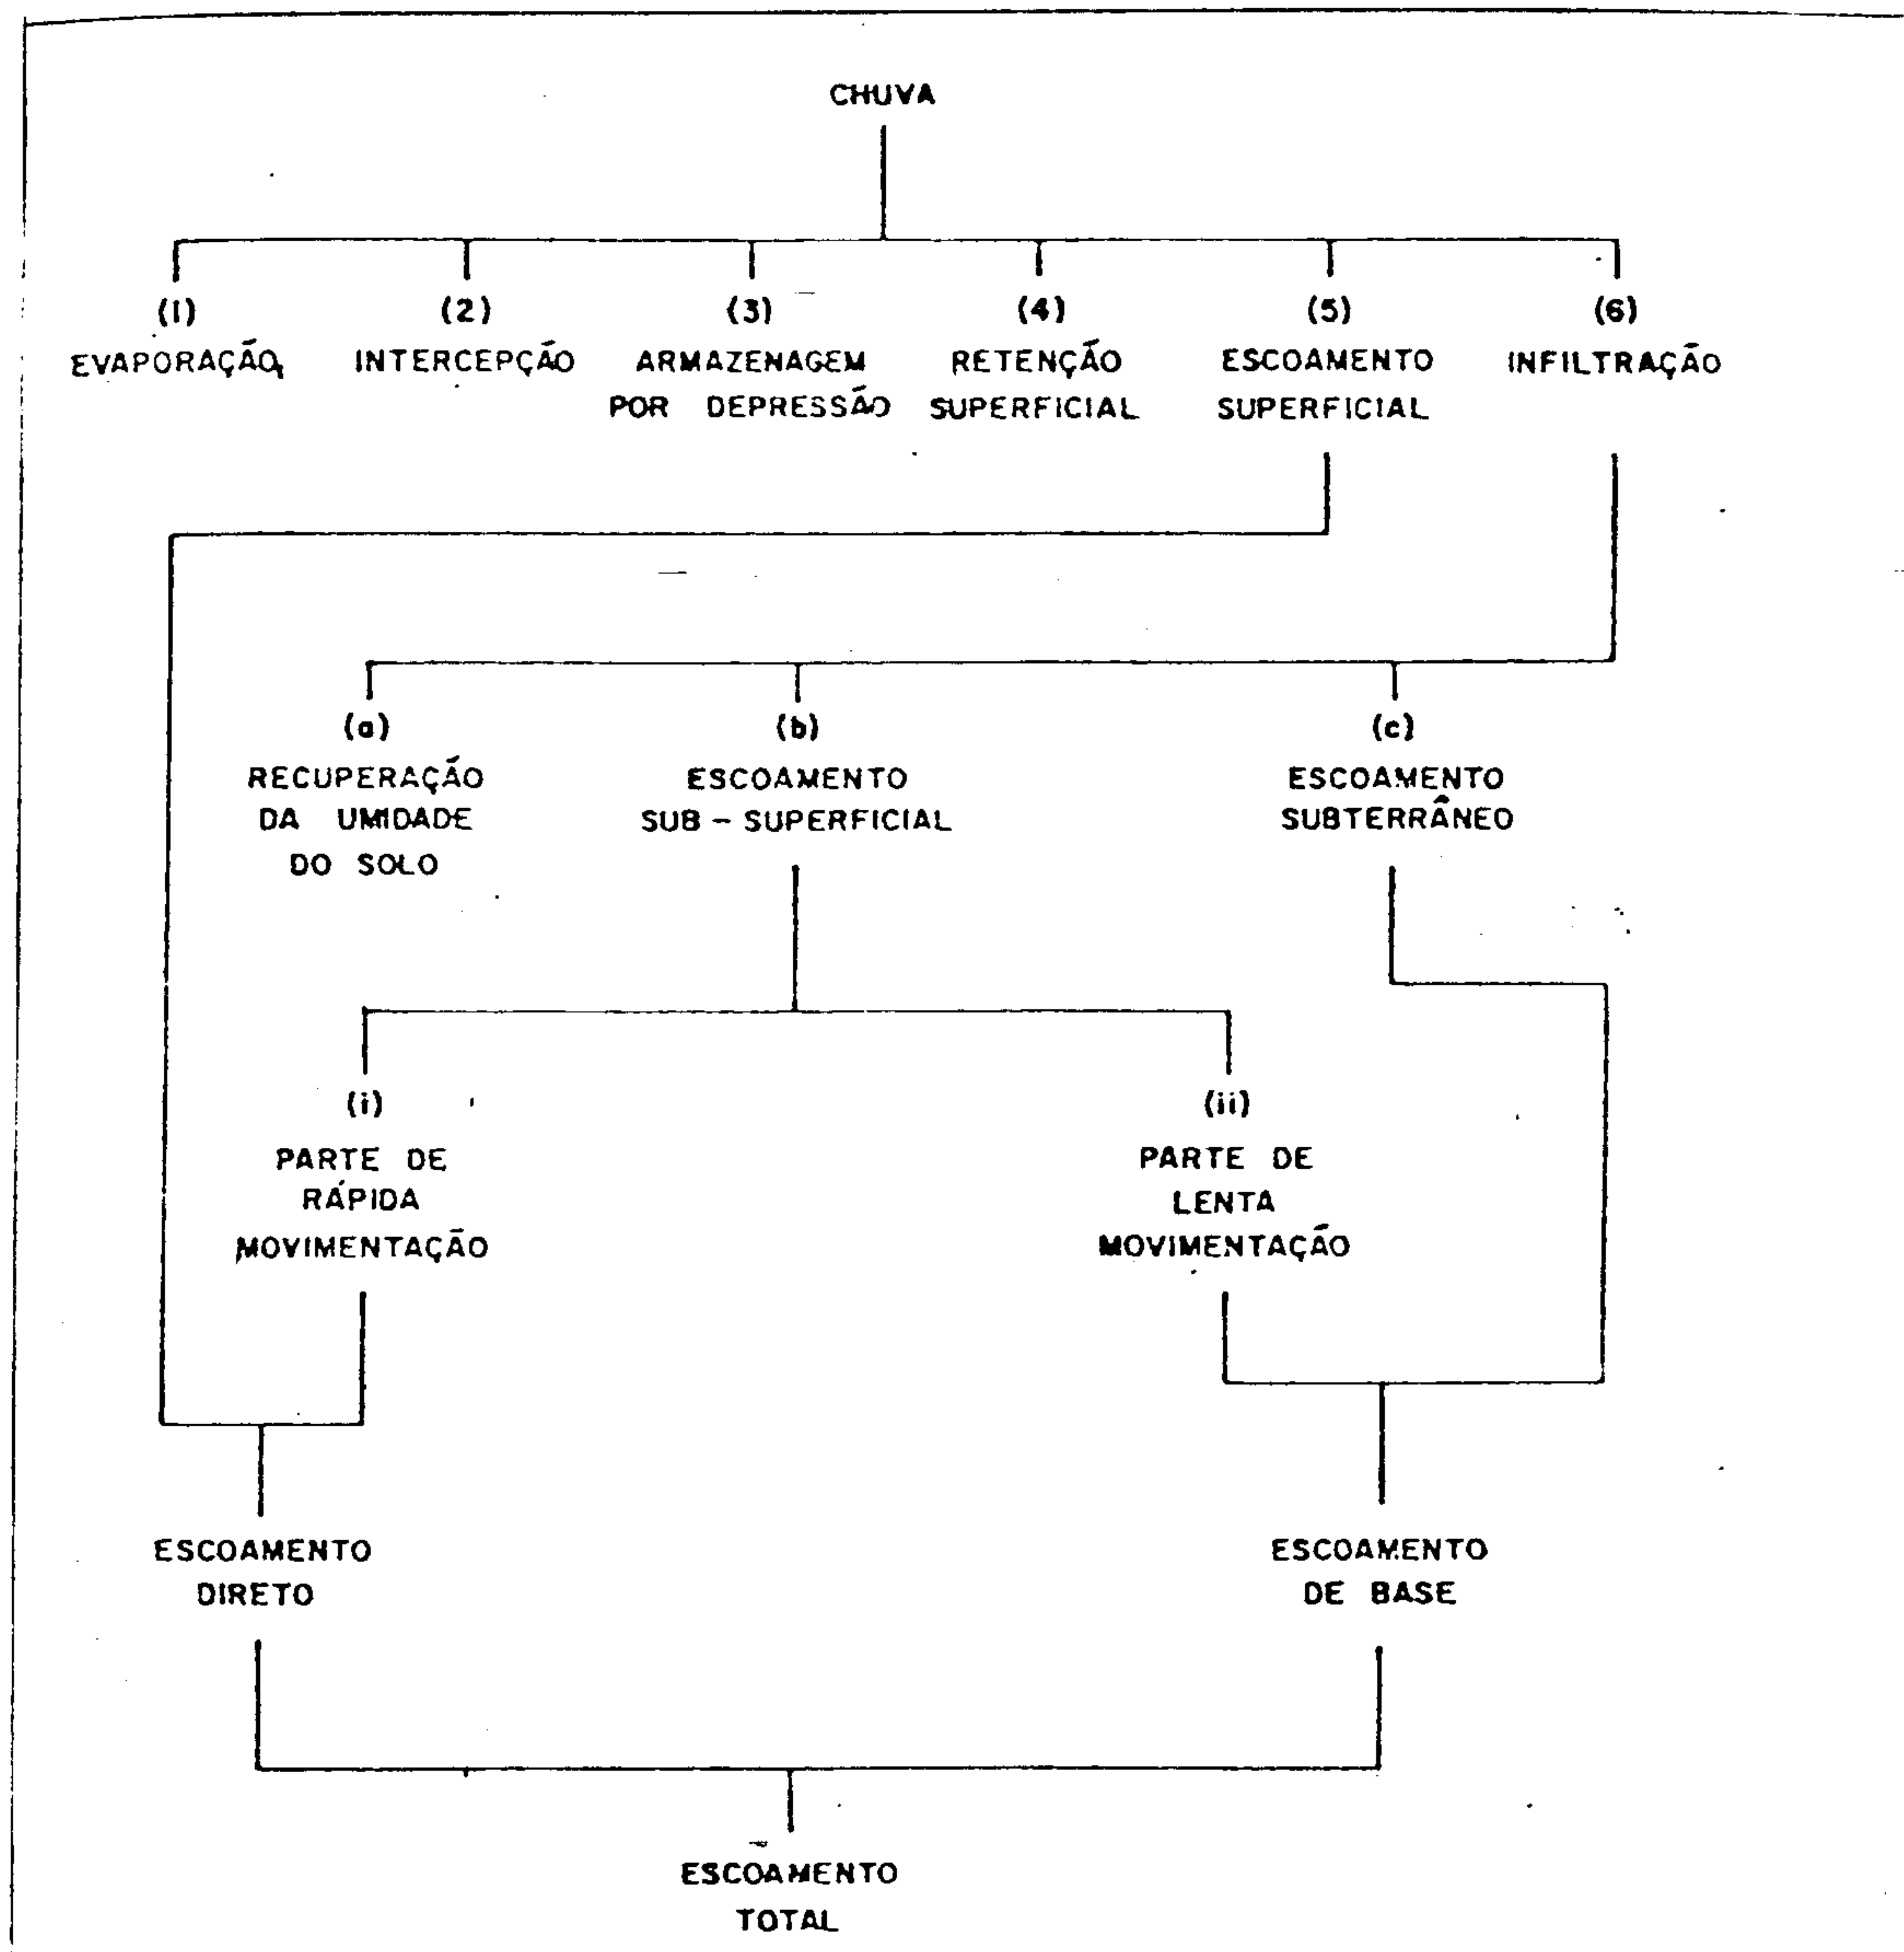 CHUVA
(1)
EVAPORAÇÃO
(2)
INTERCEPÇÃO
(3)
ARMAZENAGEM
POR DEPRESSÃO
(4)
RETENÇÃO
SUPERFICIAL
(5)
ESCOAMENTO
SUPERFICIAL
(6)
INFILTRAÇÃO
(a)
RECUPERAÇÃO
DA UMIDADE
DO SOLO
(b)
ESCOAMENTO
SUB - SUPERFICIAL
(c)
ESCOAMENTO
SUBTERRÂNEO
(i)
PARTE DE
RÁPIDA
MOVIMENTAÇÃO
(ii)
PARTE DE
LENTA
MOVIMENTAÇÃO
ESCOAMENTO
DIRETO
ESCOAMENTO
DE BASE
ESCOAMENTO
TOTAL